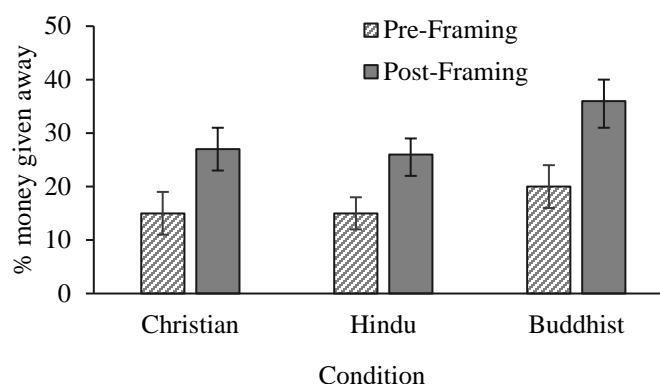 50
40
30
20
10
0
% money given away
Pre-Framing
Post-Framing
Christian Hindu Buddhist
Condition